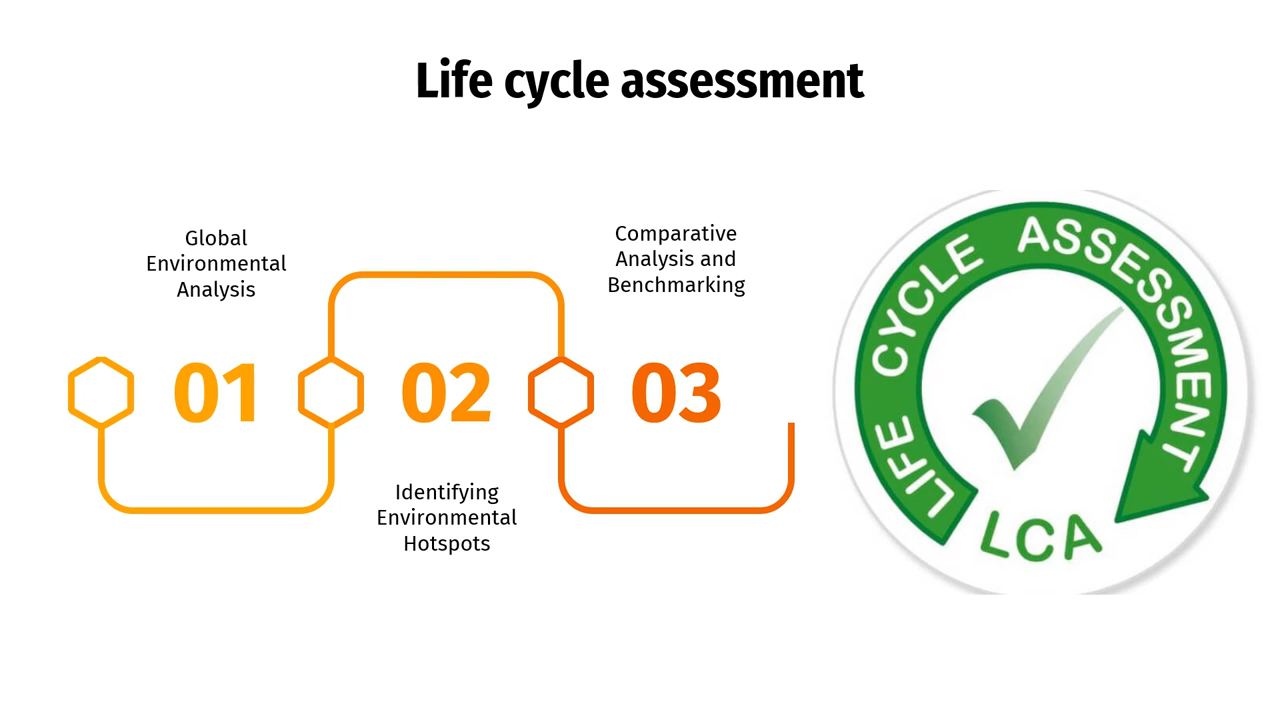 Life cycle assessment
Global
Environmental
Analysis
01
02
Identifying
Environmental
Hotspots
Comparative
Analysis and
Benchmarking
03
LIFE CYCLE ASSESSMENT
LCA